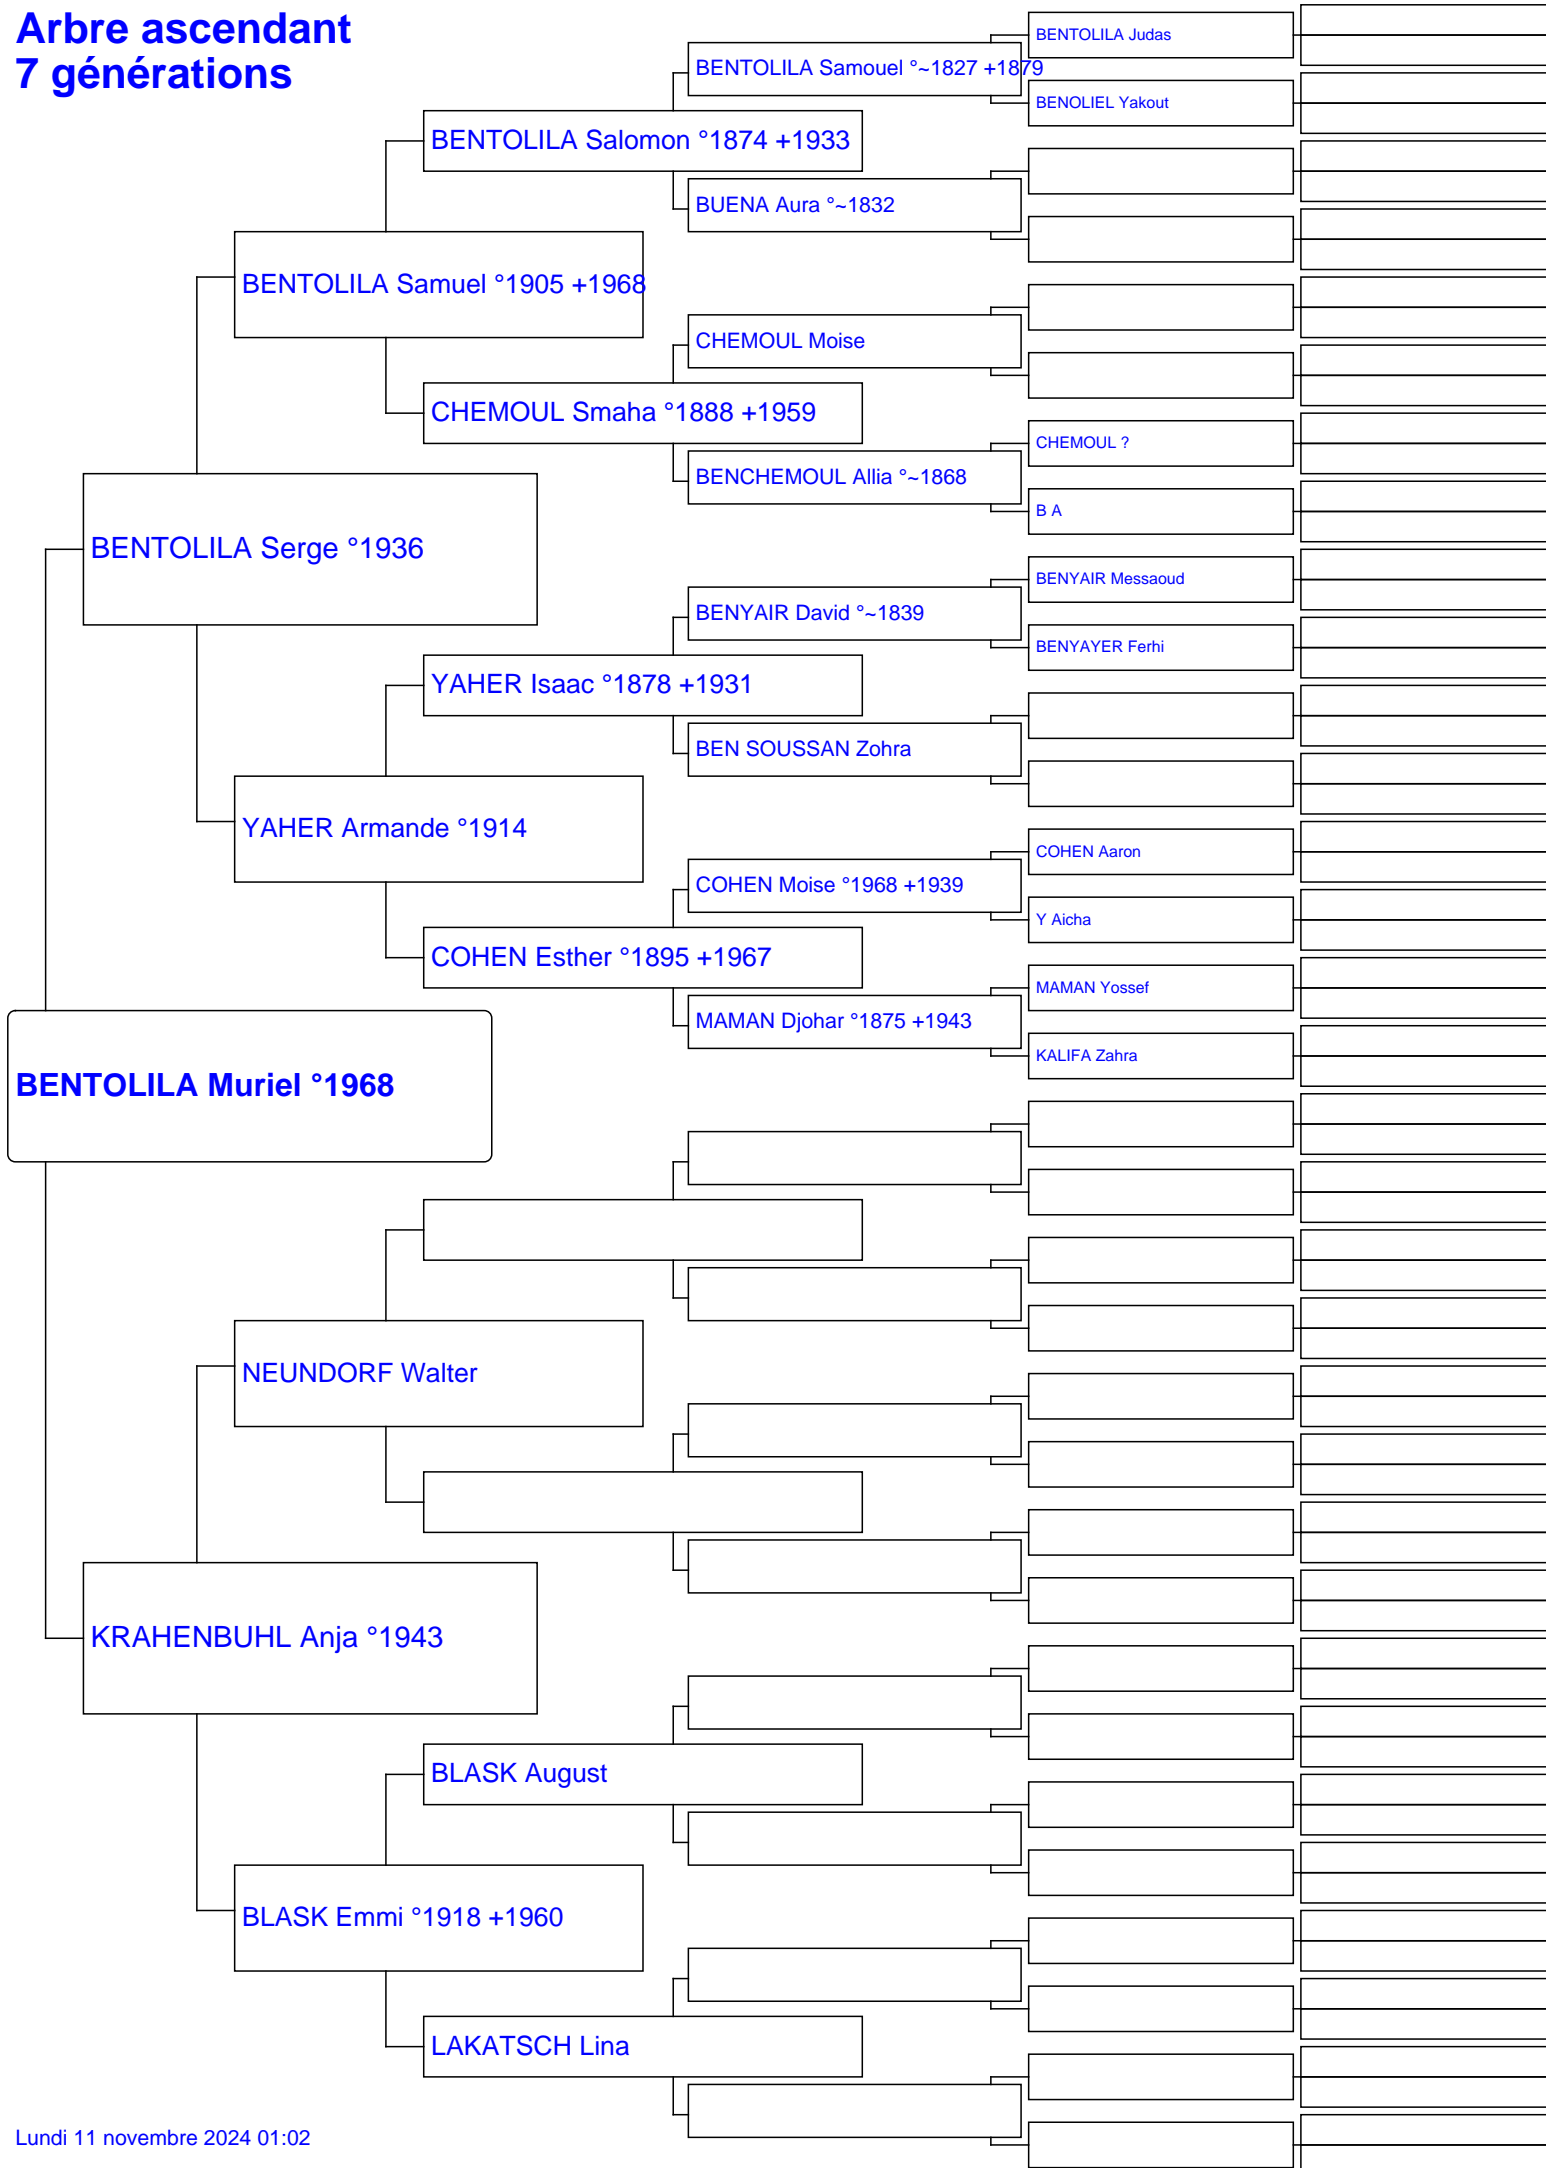 Arbre ascendant
7 générations
BENTOLILA Judas
BENTOLILA Samouel °~1827 +1879
BENOLIEL Yakout
BENTOLILA Salomon °1874 +1933
BUENA Aura °~1832
BENTOLILA Samuel °1905 +1968
CHEMOUL Moise
CHEMOUL Smaha °1888 +1959
CHEMOUL ?
BENCHEMOUL Allia °~1868
B A
BENTOLILA Serge °1936
BENYAIR Messaoud
BENYAIR David °~1839
BENYAYER Ferhi
YAHER Isaac °1878 +1931
BEN SOUSSAN Zohra
YAHER Armande °1914
COHEN Aaron
COHEN Moise °1968 +1939
Y Aicha
COHEN Esther °1895 +1967
MAMAN Yossef
MAMAN Djohar °1875 +1943
KALIFA Zahra
BENTOLILA Muriel °1968
NEUNDORF Walter
KRAHENBUHL Anja °1943
BLASK August
BLASK Emmi °1918 +1960
LAKATSCH Lina
Lundi 11 novembre 2024 01:02